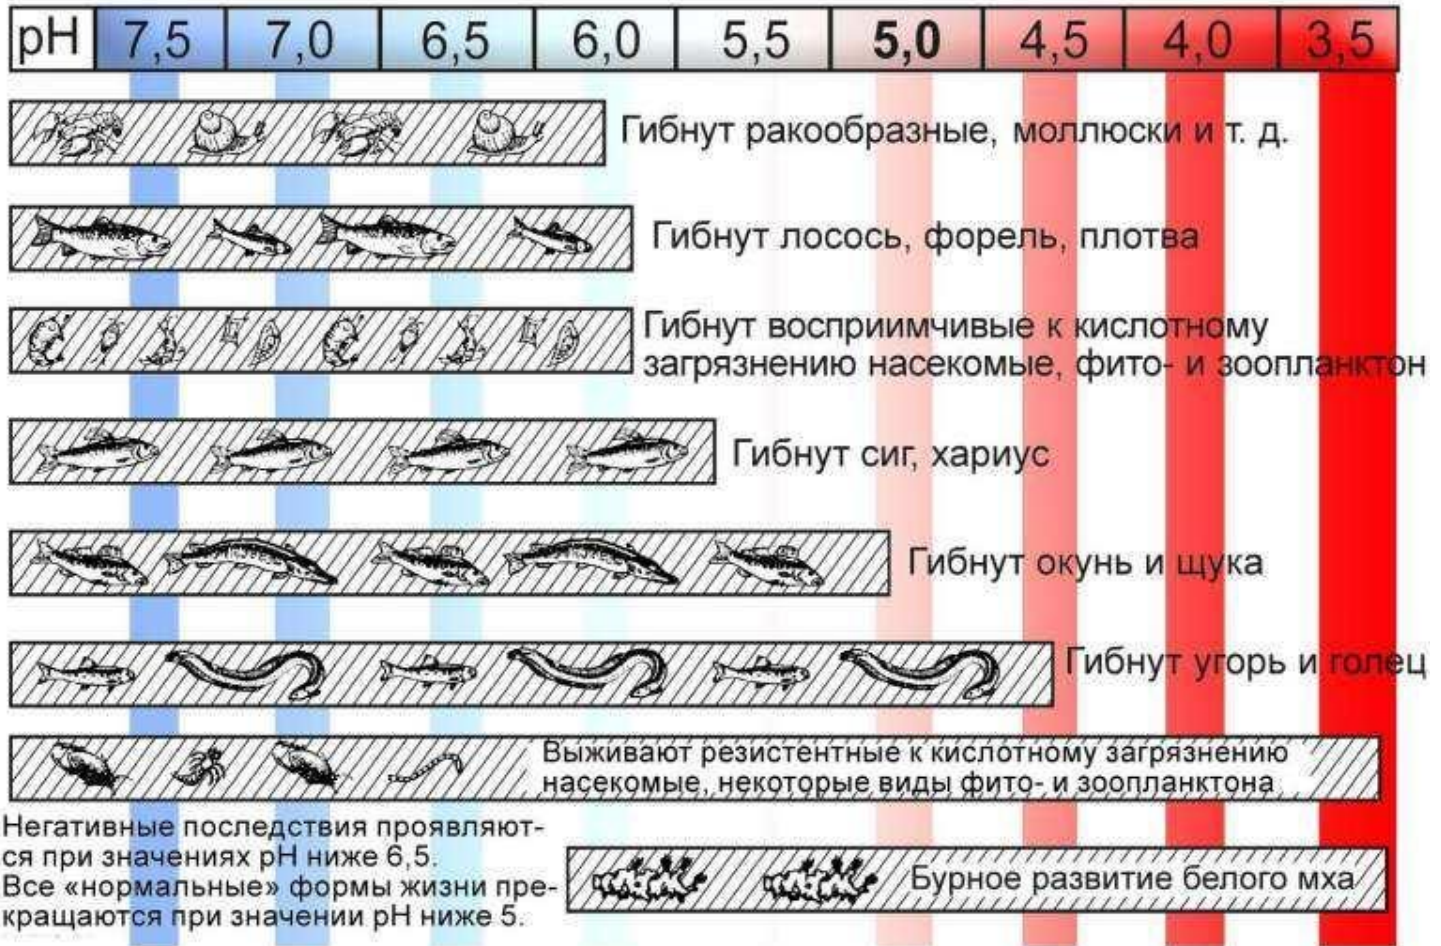 pH 7,5 7,0 6,5 6,0 5,5 5,0 4,5 4,0 3,5
Гибнут ракообразные, моллюски и т. д.
Гибнут лосось, форель, плотва
Гибнут восприимчивые к кислотному
загрязнению насекомые, фито- и зоопланктон
Гибнут сиг, хариус
Гибнут окунь и щука
Гибнут угорь и голец
Выживают резистентные к кислотному загрязнению
насекомые, некоторые виды фито- и зоопланктона
Негативные последствия проявляют-
ся при значениях pH ниже 6,5.
Все «нормальные» формы жизни пре-
кращаются при значении pH ниже 5.
Бурное развитие белого мха